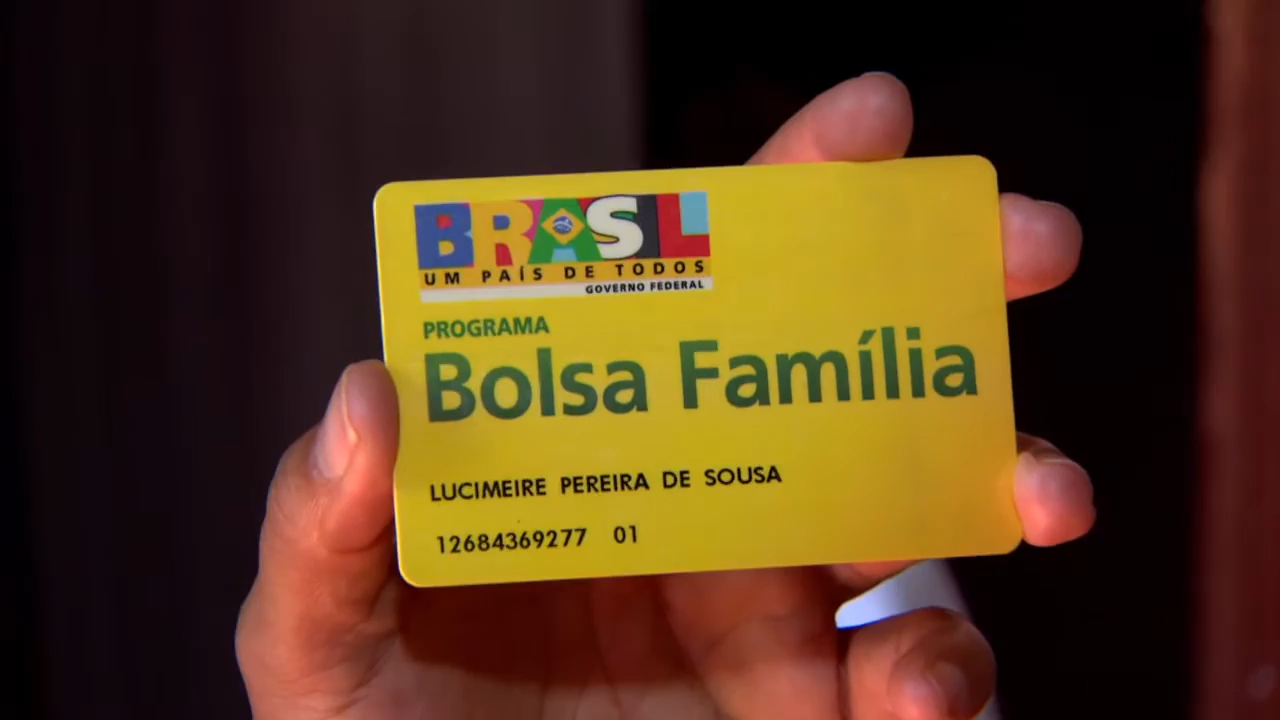 BRASIL
UM PAÍS DE TODOS
GOVERNO FEDERAL
PROGRAMA
Bolsa Família
LUCIMEIRE PEREIRA DE SOUSA
12684369277 01